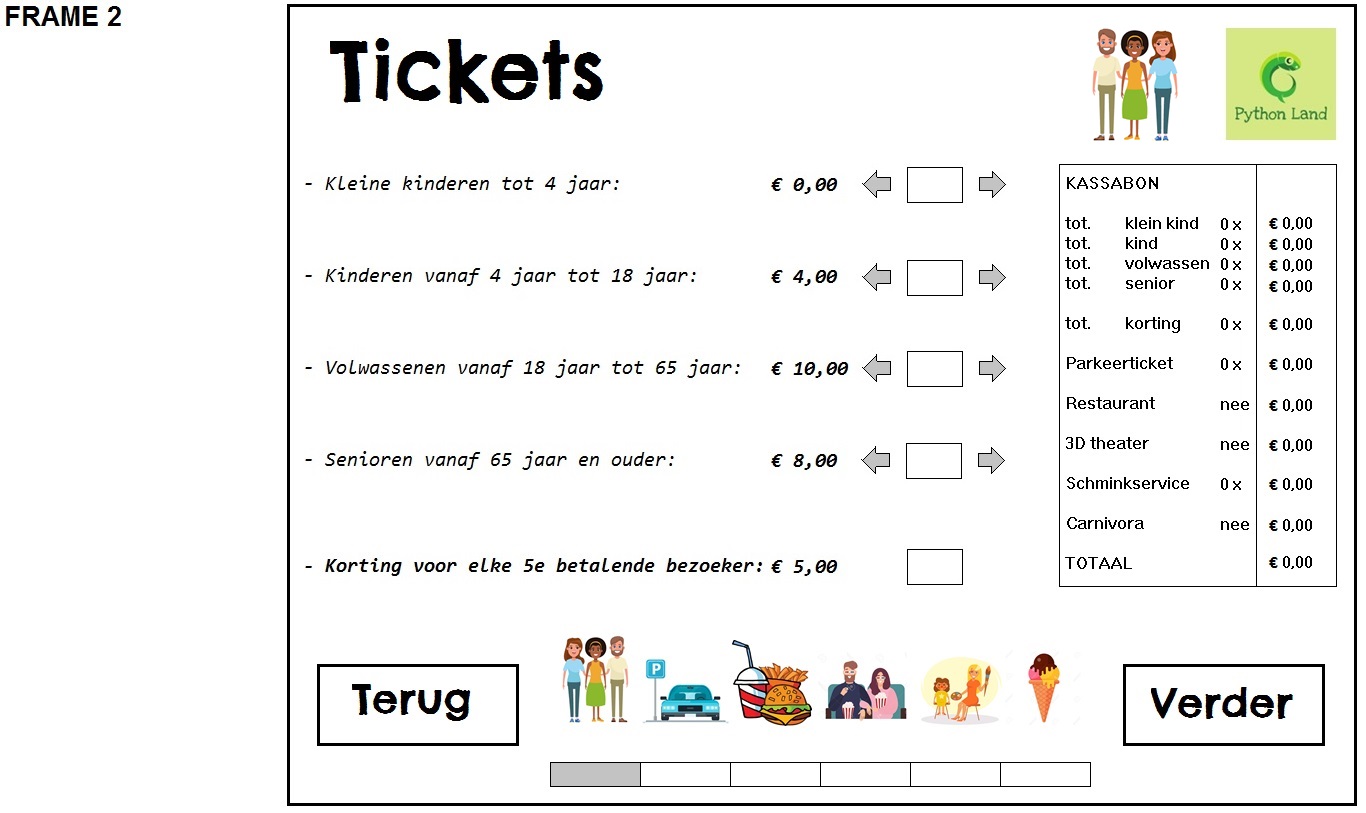 FRAME 2
Tickets
Python Land
- Kleine kinderen tot 4 jaar: € 0,00
- Kinderen vanaf 4 jaar tot 18 jaar: € 4,00
- Volwassenen vanaf 18 jaar tot 65 jaar: € 10,00
- Senioren vanaf 65 jaar en ouder: € 8,00
- Korting voor elke 5e betalende bezoeker: € 5,00
KASSABON
tot. klein kind 0 x € 0,00
tot. kind 0 x € 0,00
tot. volwassen 0 x € 0,00
tot. senior 0 x € 0,00
tot. korting 0 x € 0,00
Parkeerticket 0 x € 0,00
Restaurant nee € 0,00
3D theater nee € 0,00
Schminkservice 0 x € 0,00
Carnivora nee € 0,00
TOTAAL € 0,00
P
Terug
Verder